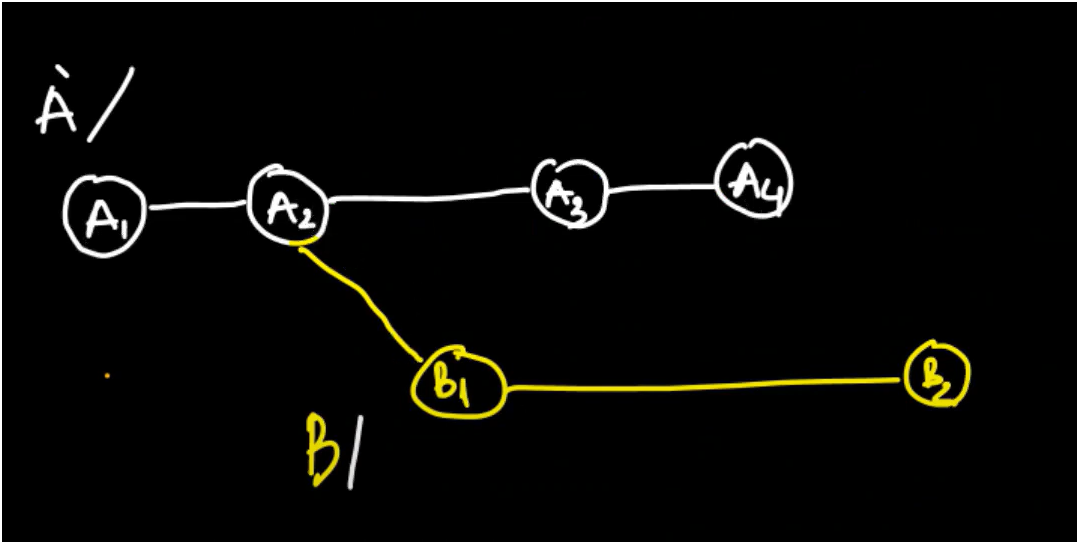 À/
A₁ A₂ A₃ A₄
B₁ B₂
B/